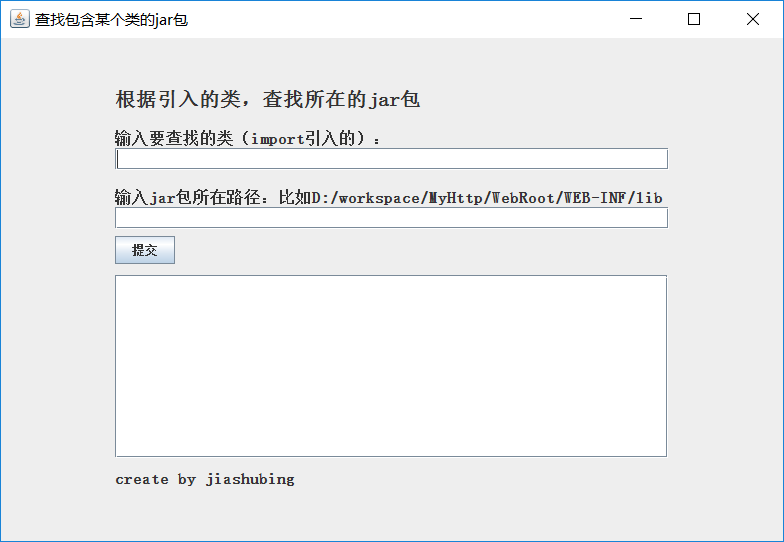 查找包含某个类的jar包
根据引入的类，查找所在的jar包
输入要查找的类（import引入的）：
输入jar包所在路径：比如D:/workspace/MyHttp/WebRoot/WEB-INF/lib
提交
create by jiashubing